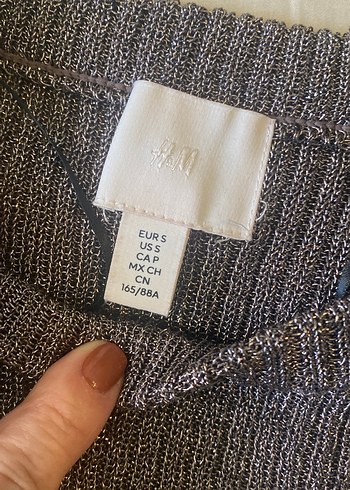 H&M
EUR S
US S
CA P
MX CH
CN
165/88A